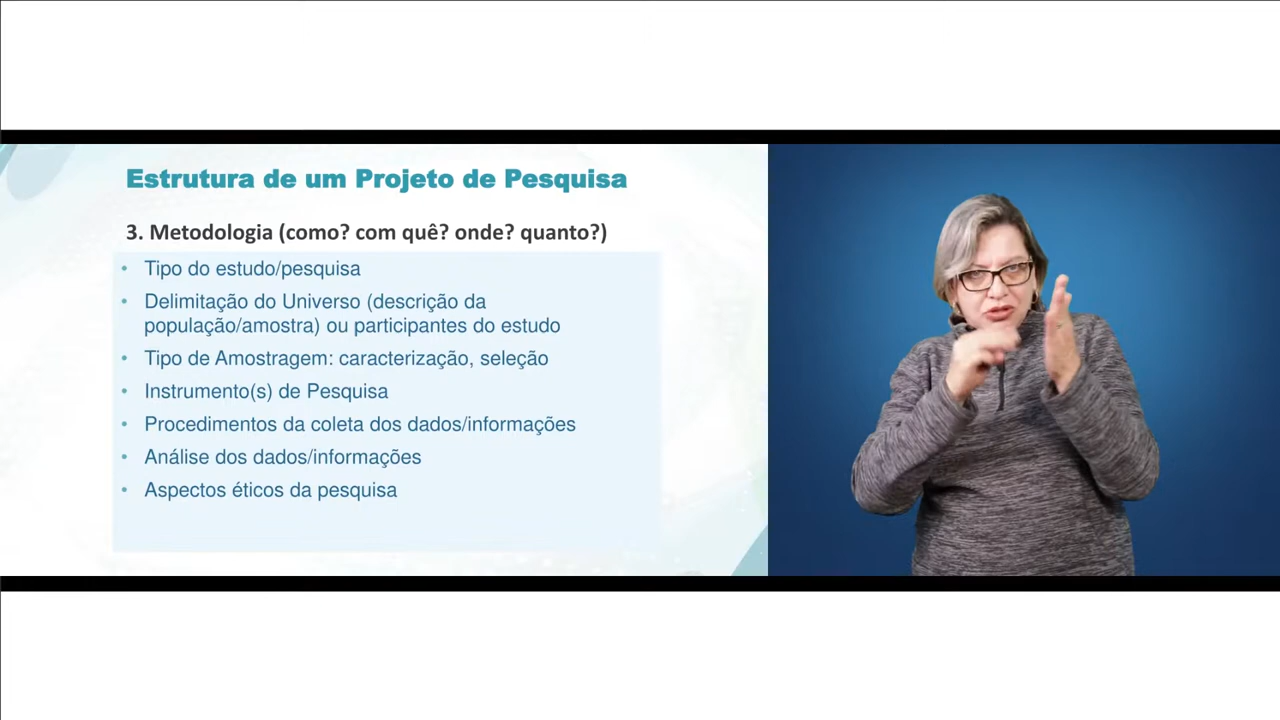 Estrutura de um Projeto de Pesquisa
3. Metodologia (como? com quê? onde? quanto?)
• Tipo do estudo/pesquisa
• Delimitação do Universo (descrição da
população/amostra) ou participantes do estudo
• Tipo de Amostragem: caracterização, seleção
• Instrumento(s) de Pesquisa
• Procedimentos da coleta dos dados/informações
• Análise dos dados/informações
• Aspectos éticos da pesquisa